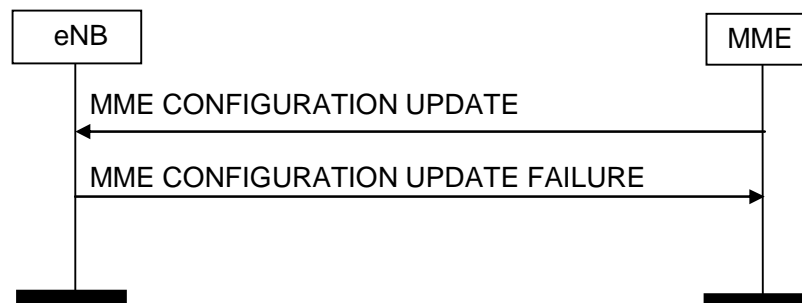 eNB
MME
MME CONFIGURATION UPDATE
MME CONFIGURATION UPDATE FAILURE